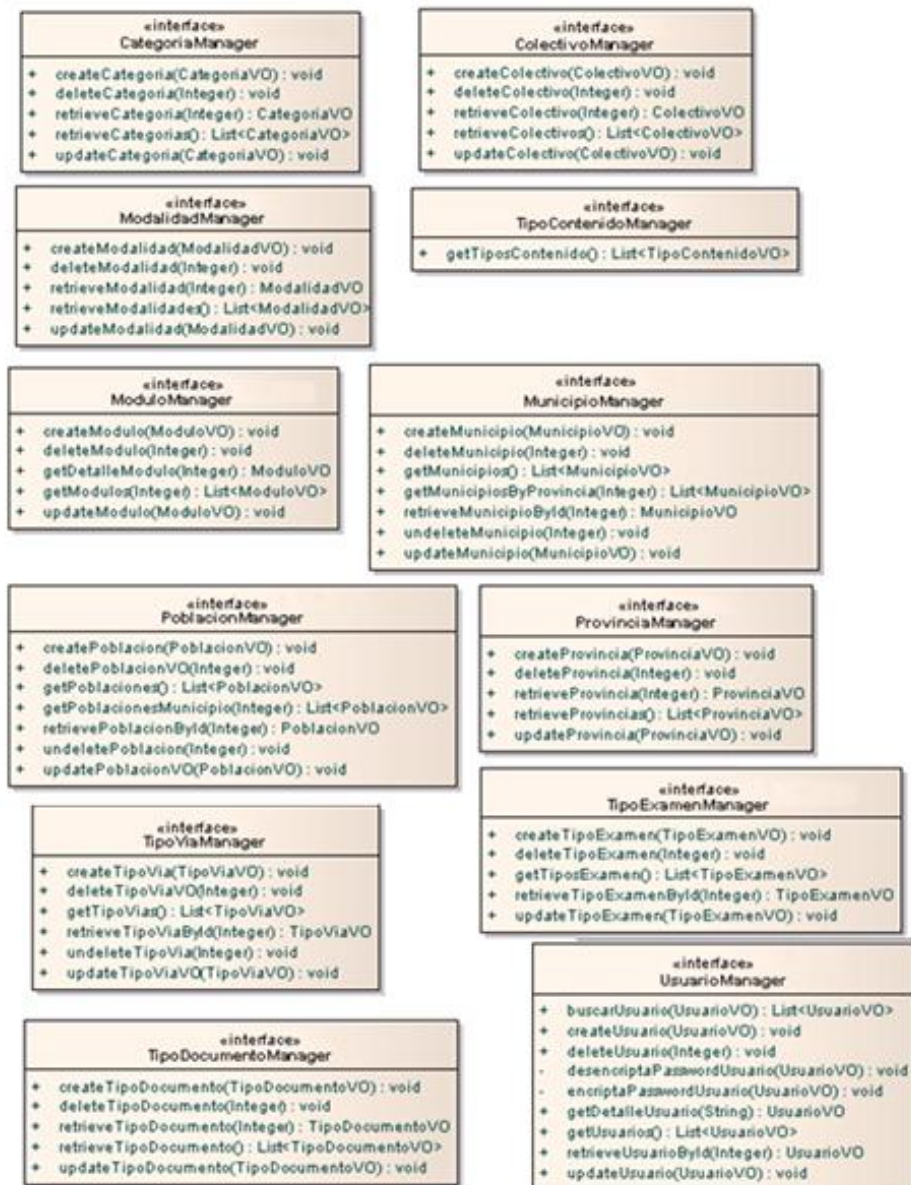 «interface»
CategoriaManager
+ createCategoria(CategoriaVO) : void
+ deleteCategoria(Integer) : void
+ retrieveCategoria(Integer) : CategoriaVO
+ retrieveCategorias() : List<CategoriaVO>
+ updateCategoria(CategoriaVO) : void
«interface»
ColectivoManager
+ createColectivo(ColectivoVO) : void
+ deleteColectivo(Integer) : void
+ retrieveColectivo(Integer) : ColectivoVO
+ retrieveColectivos() : List<ColectivoVO>
+ updateColectivo(ColectivoVO) : void
«interface»
ModalidadManager
+ createModalidad(ModalidadVO) : void
+ deleteModalidad(Integer) : void
+ retrieveModalidad(Integer) : ModalidadVO
+ retrieveModalidades() : List<ModalidadVO>
+ updateModalidad(ModalidadVO) : void
«interface»
TipoContenidoManager
+ getTiposContenido() : List<TipoContenidoVO>
«interface»
ModuloManager
+ createModulo(ModuloVO) : void
+ deleteModulo(Integer) : void
+ getDetalleModulo(Integer) : ModuloVO
+ getModulos(Integer) : List<ModuloVO>
+ updateModulo(ModuloVO) : void
«interface»
MunicipioManager
+ createMunicipio(MunicipioVO) : void
+ deleteMunicipio(Integer) : void
+ getMunicipios() : List<MunicipioVO>
+ getMunicipiosByProvincia(Integer) : List<MunicipioVO>
+ retrieveMunicipioById(Integer) : MunicipioVO
+ undeleteMunicipio(Integer) : void
+ updateMunicipio(MunicipioVO) : void
«interface»
PoblacionManager
+ createPoblacion(PoblacionVO) : void
+ deletePoblacionVO(Integer) : void
+ getPoblaciones() : List<PoblacionVO>
+ getPoblacionesMunicipio(Integer) : List<PoblacionVO>
+ retrievePoblacionById(Integer) : PoblacionVO
+ undeletePoblacion(Integer) : void
+ updatePoblacionVO(PoblacionVO) : void
«interface»
ProvinciaManager
+ createProvincia(ProvinciaVO) : void
+ deleteProvincia(Integer) : void
+ retrieveProvincia(Integer) : ProvinciaVO
+ retrieveProvincias() : List<ProvinciaVO>
+ updateProvincia(ProvinciaVO) : void
«interface»
TipoViaManager
+ createTipoVia(TipoViaVO) : void
+ deleteTipoViaVO(Integer) : void
+ getTipoVias() : List<TipoViaVO>
+ retrieveTipoViaById(Integer) : TipoViaVO
+ undeleteTipoVia(Integer) : void
+ updateTipoViaVO(TipoViaVO) : void
«interface»
TipoExamenManager
+ createTipoExamen(TipoExamenVO) : void
+ deleteTipoExamen(Integer) : void
+ getTiposExamen() : List<TipoExamenVO>
+ retrieveTipoExamenById(Integer) : TipoExamenVO
+ updateTipoExamen(TipoExamenVO) : void
«interface»
TipoDocumentoManager
+ createTipoDocumento(TipoDocumentoVO) : void
+ deleteTipoDocumento(Integer) : void
+ retrieveTipoDocumento(Integer) : TipoDocumentoVO
+ retrieveTipoDocumento() : List<TipoDocumentoVO>
+ updateTipoDocumento(TipoDocumentoVO) : void
«interface»
UsuarioManager
+ buscarUsuario(UsuarioVO) : List<UsuarioVO>
+ createUsuario(UsuarioVO) : void
+ deleteUsuario(Integer) : void
- desencriptaPasswordUsuario(UsuarioVO) : void
- encriptaPasswordUsuario(UsuarioVO) : void
+ getDetalleUsuario(String) : UsuarioVO
+ getUsuarios() : List<UsuarioVO>
+ retrieveUsuarioById(Integer) : UsuarioVO
+ updateUsuario(UsuarioVO) : void